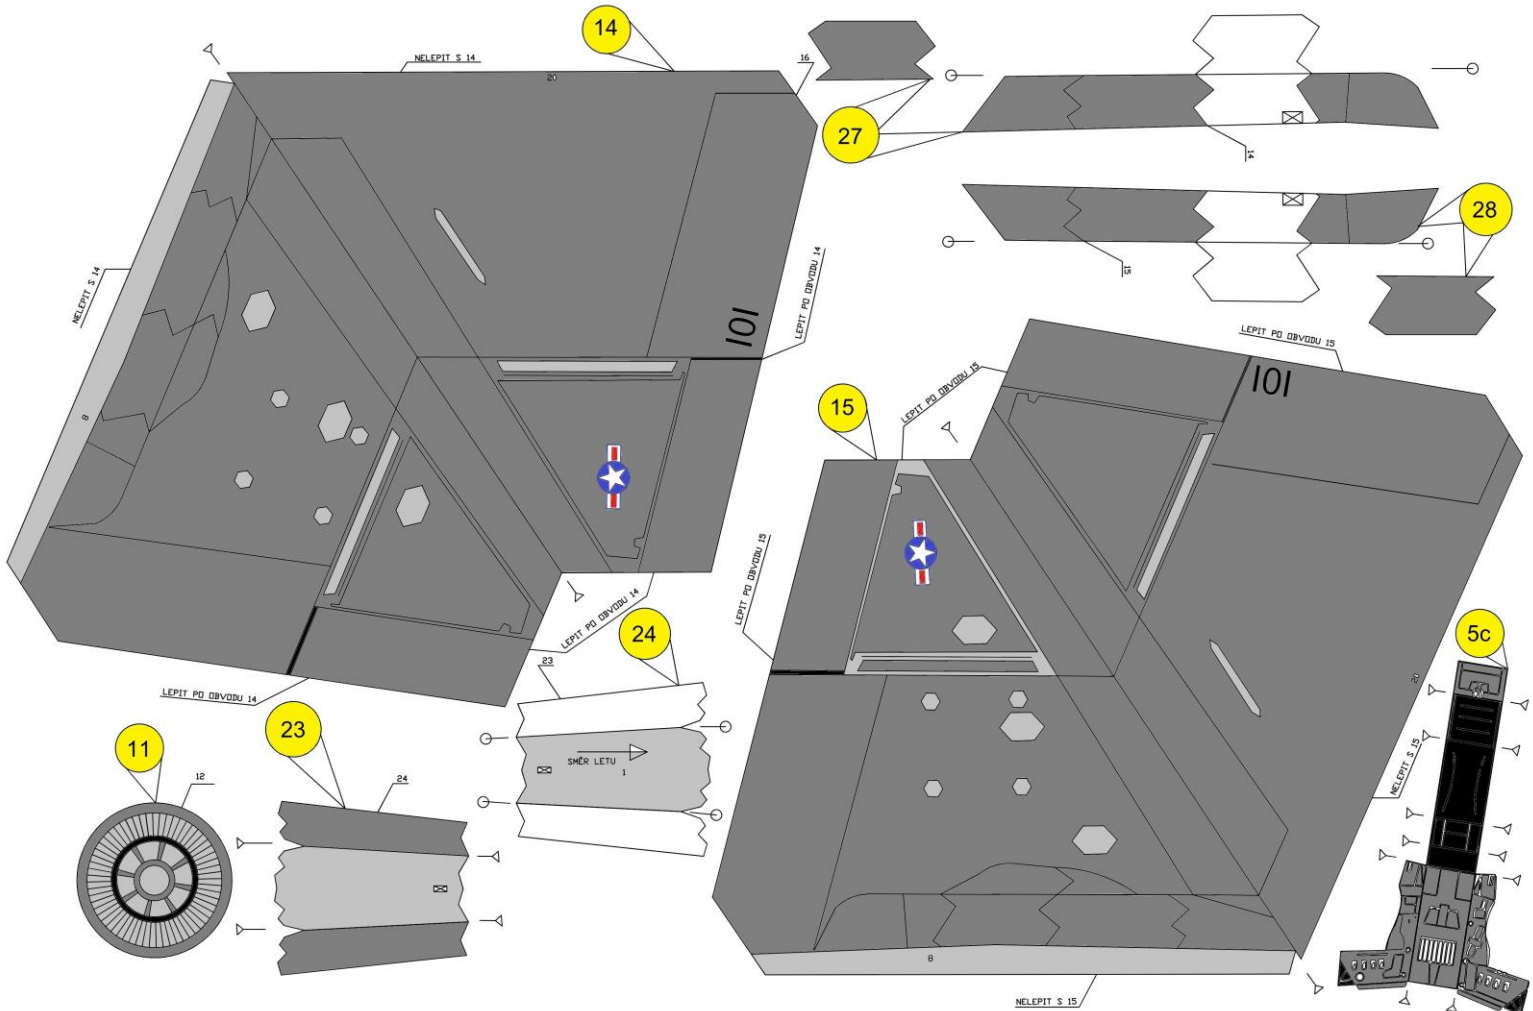 14
NELEPIT S 14
20
16
27
14
28
15
NELEPIT S 14
8
101
LEPIT PO OBVODU 14
LEPIT PO OBVODU 15
101
LEPIT PO OBVODU 15
15
LEPIT PO OBVODU 15
LEPIT PO OBVODU 14
24
23
LEPIT PO OBVODU 14
5c
20
NELEPIT S 15
11
12
23
24
SMĚR LETU
1
8
NELEPIT S 15